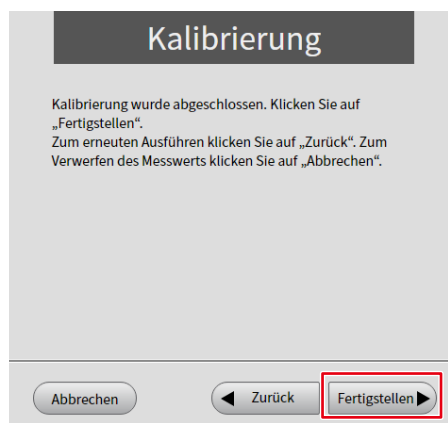 Kalibrierung
Kalibrierung wurde abgeschlossen. Klicken Sie auf
„Fertigstellen“.
Zum erneuten Ausführen klicken Sie auf „Zurück“. Zum
Verwerfen des Messwerts klicken Sie auf „Abbrechen“.
Abbrechen
Zurück
Fertigstellen